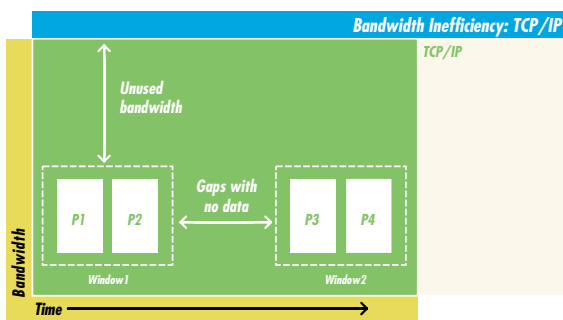 Bandwidth Inefficiency: TCP/IP
TCP/IP
Unused
bandwidth
Gaps with
no data
P1
P2
P3
P4
Window1
Window2
Bandwidth
Time